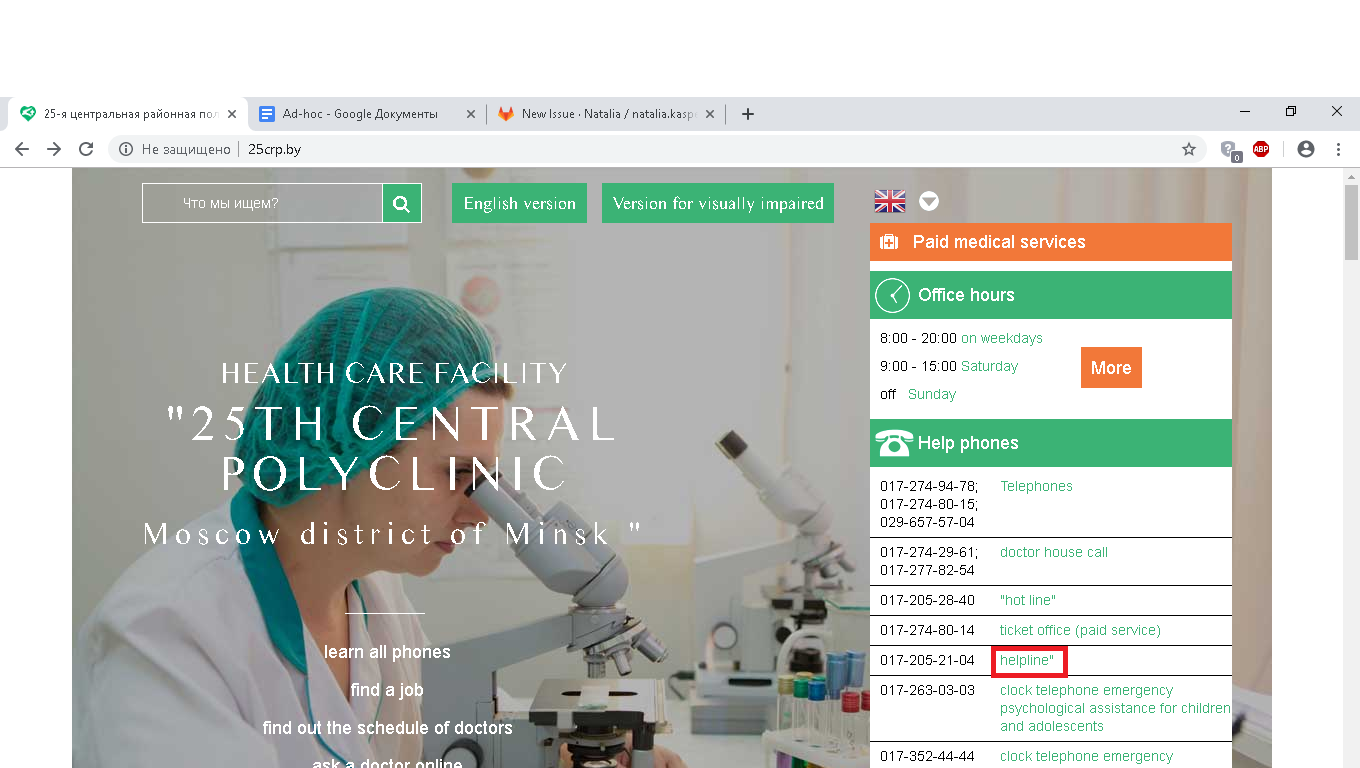 25-я центральная районная пол
Ad-hoc - Google Документы
New Issue · Natalia / natalia.kaspe
Не защищено
25crp.by
0
ABP
Что мы ищем?
English version
Version for visually impaired
Paid medical services
Office hours
8:00 - 20:00 on weekdays
9:00 - 15:00 Saturday
off Sunday
More
HEALTH CARE FACILITY
"25TH CENTRAL
POLYCLINIC
Moscow district of Minsk "
learn all phones
find a job
find out the schedule of doctors
ask a doctor online
Help phones
017-274-94-78; Telephones
017-274-80-15;
029-657-57-04
017-274-29-61; doctor house call
017-277-82-54
017-205-28-40 "hot line"
017-274-80-14 ticket office (paid service)
017-205-21-04 helpline"
017-263-03-03 clock telephone emergency
psychological assistance for children
and adolescents
017-352-44-44 clock telephone emergency